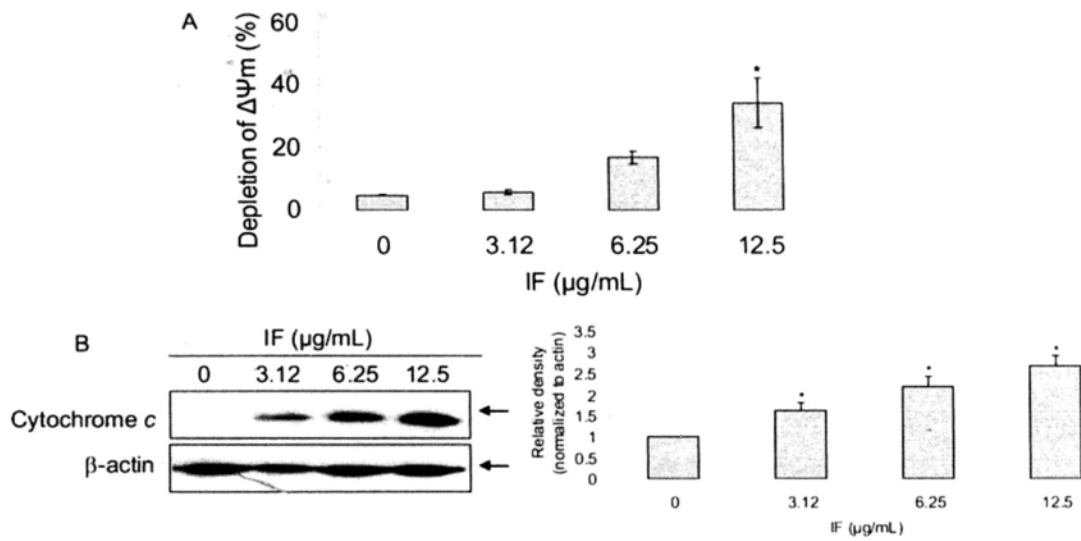 A
Depletion of ΔΨm (%)
60
40
20
0
*
0 3.12 6.25 12.5
IF (µg/mL)
B
IF (µg/mL)
0 3.12 6.25 12.5
Cytochrome c
β-actin
Relative density
(normalized to actin)
3.5
3
2.5
2
1.5
1
0.5
0
* * *
0 3.12 6.25 12.5
IF (µg/mL)